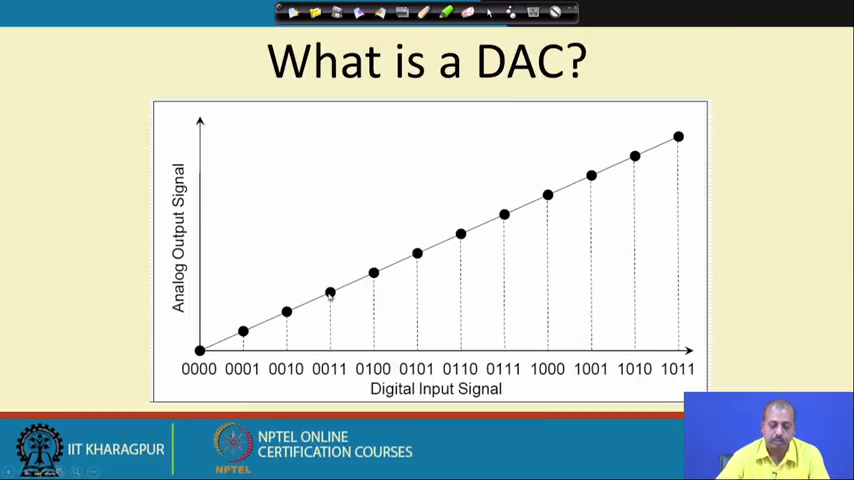 What is a DAC?
Analog Output Signal
0000 0001 0010 0011 0100 0101 0110 0111 1000 1001 1010 1011
Digital Input Signal
IIT KHARAGPUR
NPTEL
NPTEL ONLINE
CERTIFICATION COURSES